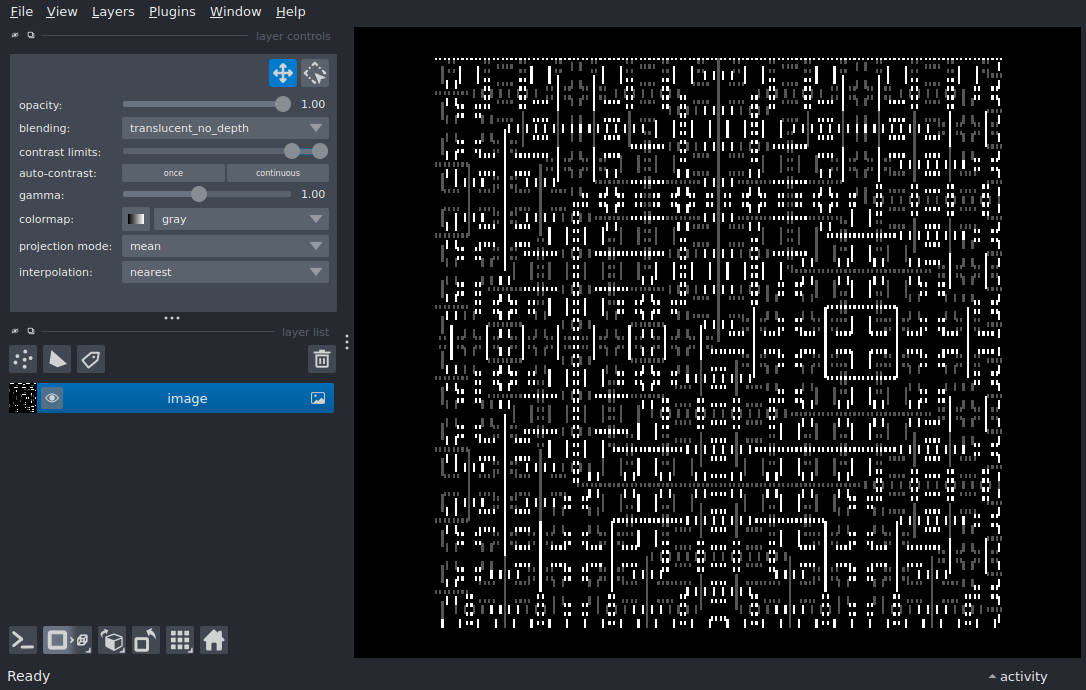 File View Layers Plugins Window Help
layer controls
opacity: 1.00
blending: translucent_no_depth
contrast limits:
auto-contrast: once continuous
gamma: 1.00
colormap: gray
projection mode: mean
interpolation: nearest
layer list
image
Ready activity